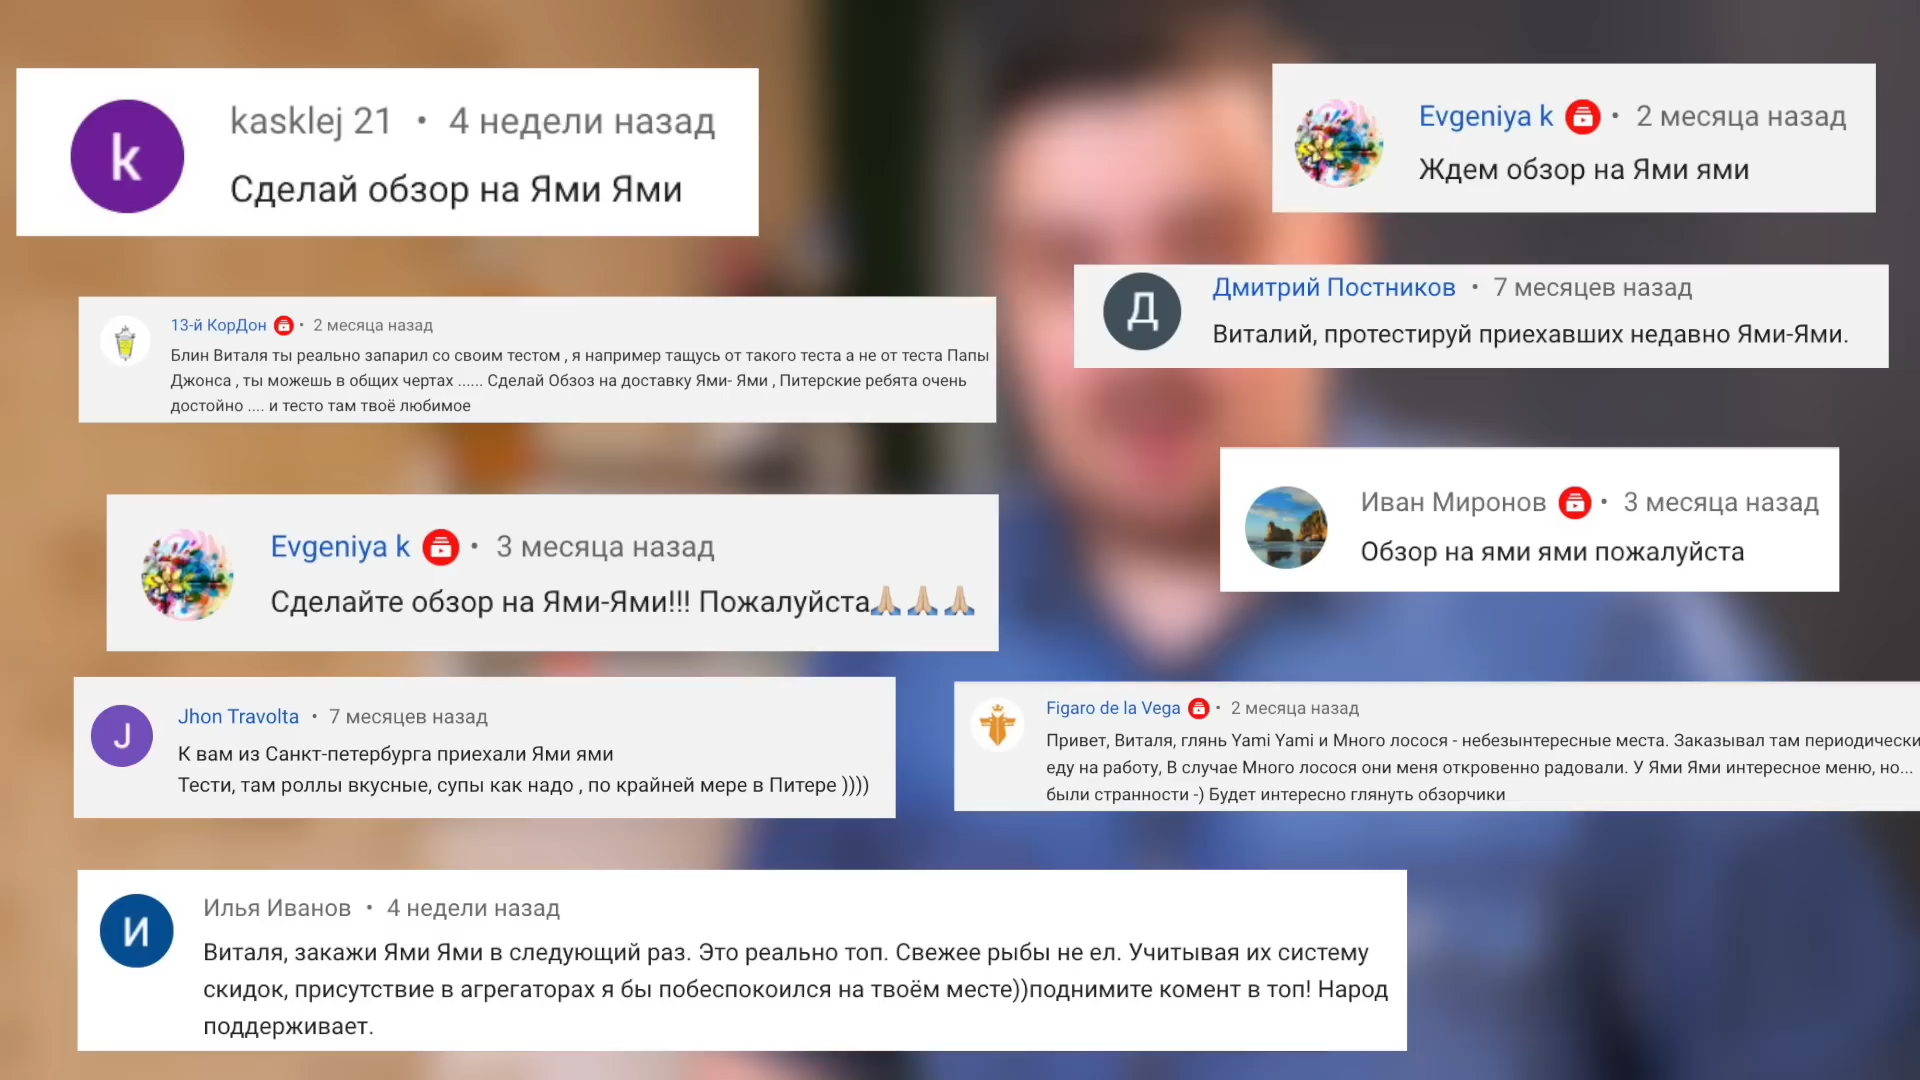 kasklej 21 • 4 недели назад
Сделай обзор на Ями Ями
Evgeniya k • 2 месяца назад
Ждем обзор на Ями ями
Дмитрий Постников • 7 месяцев назад
Виталий, протестируй приехавших недавно Ями-Ями.
13-й КорДон • 2 месяца назад
Блин Виталя ты реально запарил со своим тестом , я например тащусь от такого теста а не от теста Папы
Джонса , ты можешь в общих чертах ...... Сделай Обзоз на доставку Ями- Ями , Питерские ребята очень
достойно .... и тесто там твоё любимое
Иван Миронов • 3 месяца назад
Обзор на ями ями пожалуйста
Evgeniya k • 3 месяца назад
Сделайте обзор на Ями-Ями!!! Пожалуйста🙏🏼🙏🏼🙏🏼
Jhon Travolta • 7 месяцев назад
К вам из Санкт-петербурга приехали Ями ями
Тести, там роллы вкусные, супы как надо , по крайней мере в Питере ))))
Figaro de la Vega • 2 месяца назад
Привет, Виталя, глянь Yami Yami и Много лосося - небезынтересные места. Заказывал там периодически
еду на работу, В случае Много лосося они меня откровенно радовали. У Ями Ями интересное меню, но...
были странности -) Будет интересно глянуть обзорчики
Илья Иванов • 4 недели назад
Виталя, закажи Ями Ями в следующий раз. Это реально топ. Свежее рыбы не ел. Учитывая их систему
скидок, присутствие в агрегаторах я бы побеспокоился на твоём месте))поднимите комент в топ! Народ
поддерживает.
k
Д
J
И